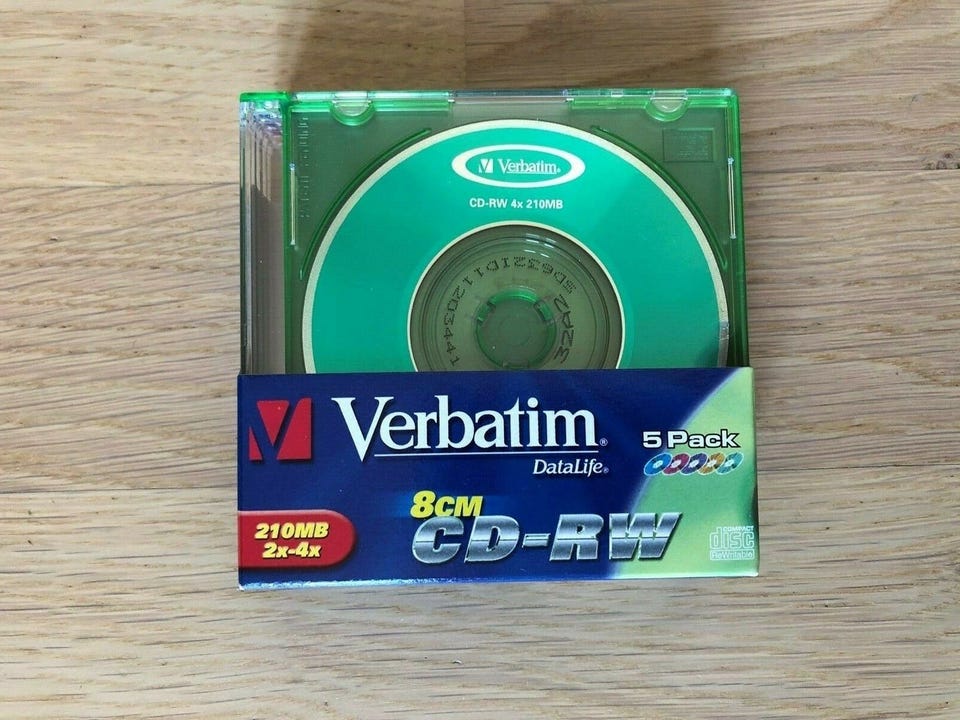 Verbatim®
CD-RW 4x 210MB
Verbatim®
DataLife®
5 Pack
8CM
CD-RW
210MB
2x-4x
COMPACT
disc
ReWritable